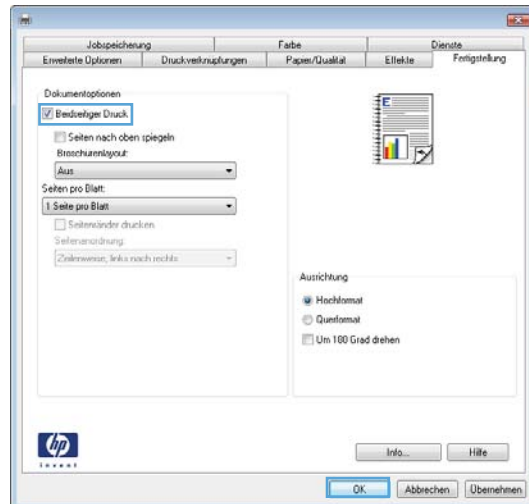 Jobspeicherung Farbe Dienste
Erweiterte Optionen Druckverknüpfungen Papier/Qualität Effekte Fertigstellung
Dokumentoptionen
Beidseitiger Druck
Seiten nach oben spiegeln
Broschürenlayout:
Aus
Seiten pro Blatt:
1 Seite pro Blatt
Seitenränder drucken
Seitenanordnung:
Zeilenweise, links nach rechts
E
Ausrichtung
Hochformat
Querformat
Um 180 Grad drehen
hp
invent
Info... Hilfe
OK Abbrechen Übernehmen